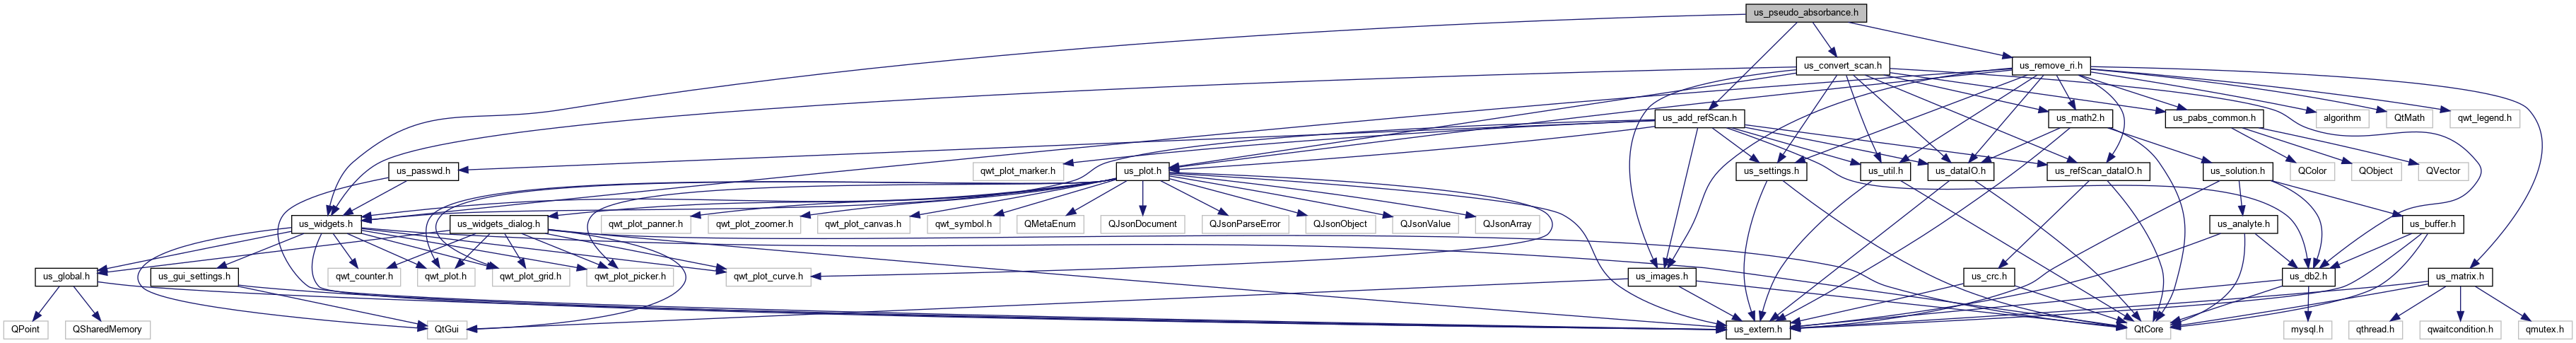 us_pseudo_absorbance.h
us_convert_scan.h
us_remove_ri.h
us_add_refScan.h
us_math2.h
us_pabs_common.h
algorithm
QtMath
qwt_legend.h
us_passwd.h
qwt_plot_marker.h
us_plot.h
us_settings.h
us_util.h
us_dataIO.h
us_refScan_dataIO.h
us_solution.h
QColor
QObject
QVector
us_widgets.h
us_widgets_dialog.h
qwt_plot_panner.h
qwt_plot_zoomer.h
qwt_plot_canvas.h
qwt_symbol.h
QMetaEnum
QJsonDocument
QJsonParseError
QJsonObject
QJsonValue
QJsonArray
us_analyte.h
us_buffer.h
us_global.h
us_gui_settings.h
qwt_counter.h
qwt_plot.h
qwt_plot_grid.h
qwt_plot_picker.h
qwt_plot_curve.h
us_images.h
us_crc.h
us_db2.h
us_matrix.h
QPoint
QSharedMemory
QtGui
us_extern.h
QtCore
mysql.h
qthread.h
qwaitcondition.h
qmutex.h